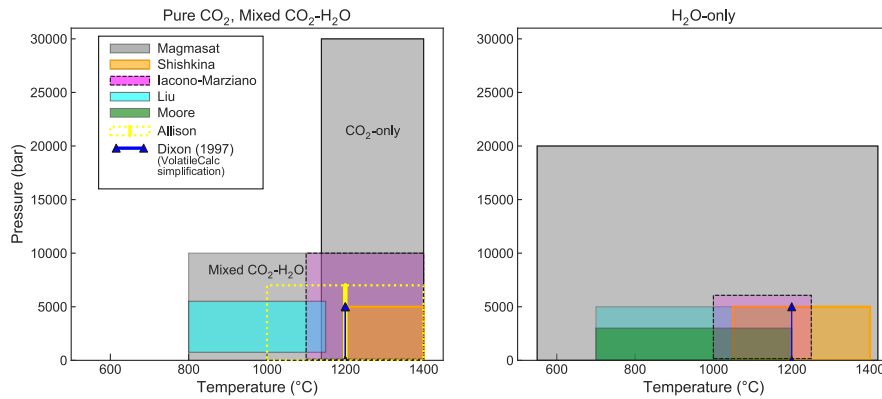 Pure CO₂, Mixed CO₂-H₂O
H₂O-only
30000
25000
20000
15000
10000
5000
0
Pressure (bar)
Magmasat
Shishkina
Iacono-Marziano
Liu
Moore
Allison
Dixon (1997)
(VolatileCalc
simplification)
CO₂-only
Mixed CO₂-H₂O
600
800
1000
1200
1400
Temperature (°C)
30000
25000
20000
15000
10000
5000
0
600
800
1000
1200
1400
Temperature (°C)